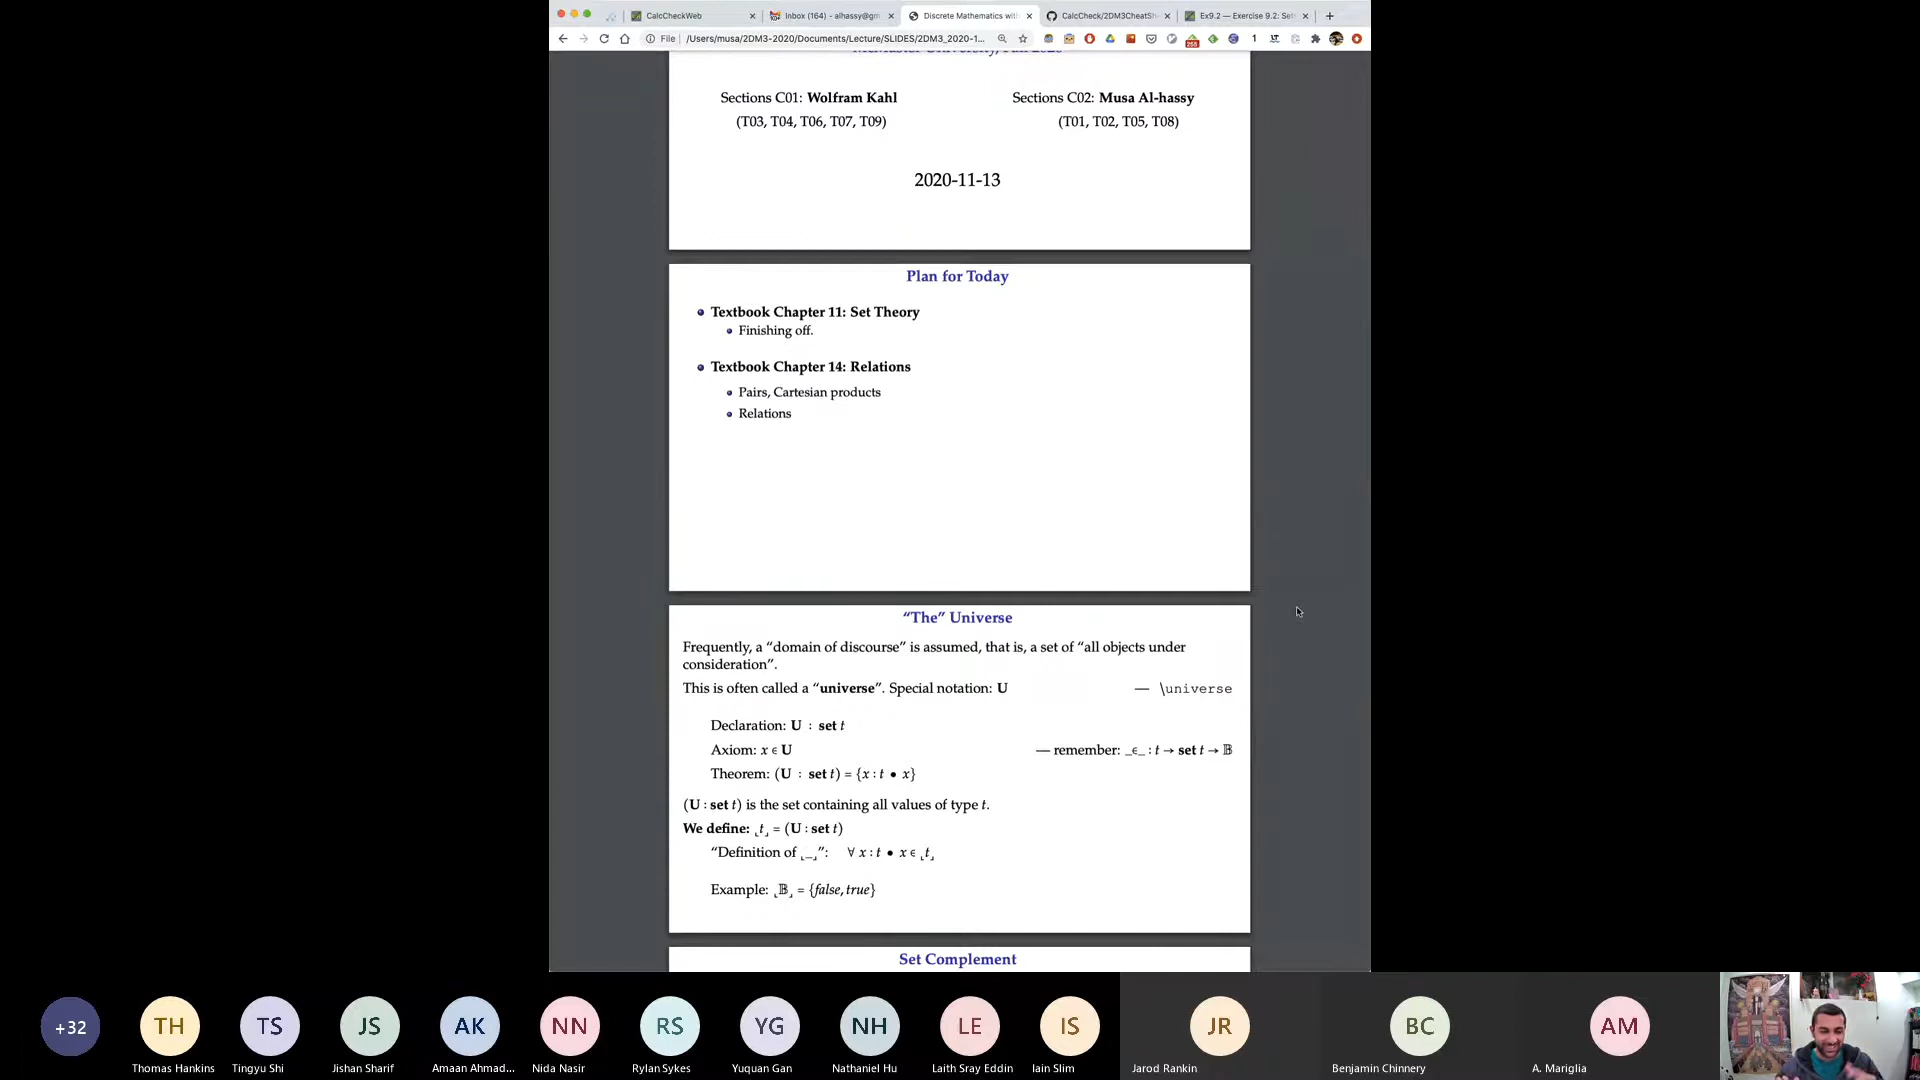 CalcCheckWeb
Inbox (164) - alhassy@gm
Discrete Mathematics with
CalcCheck/2DM3CheatSh
Ex9.2 — Exercise 9.2: Set
File | /Users/musa/2DM3-2020/Documents/Lecture/SLIDES/2DM3_2020-1...
McMaster University, Fall 2020
Sections C01: Wolfram Kahl
(T03, T04, T06, T07, T09)
Sections C02: Musa Al-hassy
(T01, T02, T05, T08)
2020-11-13
Plan for Today
Textbook Chapter 11: Set Theory
Finishing off.
Textbook Chapter 14: Relations
Pairs, Cartesian products
Relations
“The” Universe
Frequently, a “domain of discourse” is assumed, that is, a set of “all objects under
consideration”.
This is often called a “universe”. Special notation: U — \universe
Declaration: U : set t
Axiom: x ∈ U — remember: _∈_ : t → set t → 𝔹
Theorem: (U : set t) = {x : t • x}
(U : set t) is the set containing all values of type t.
We define: ⌞t⌟ = (U : set t)
“Definition of ⌞_⌟”: ∀ x : t • x ∈ ⌞t⌟
Example: ⌞𝔹⌟ = {false, true}
Set Complement
+32
TH
TS
JS
AK
NN
RS
YG
NH
LE
IS
JR
BC
AM
Thomas Hankins
Tingyu Shi
Jishan Sharif
Amaan Ahmad...
Nida Nasir
Rylan Sykes
Yuquan Gan
Nathaniel Hu
Laith Sray Eddin
Iain Slim
Jarod Rankin
Benjamin Chinnery
A. Mariglia